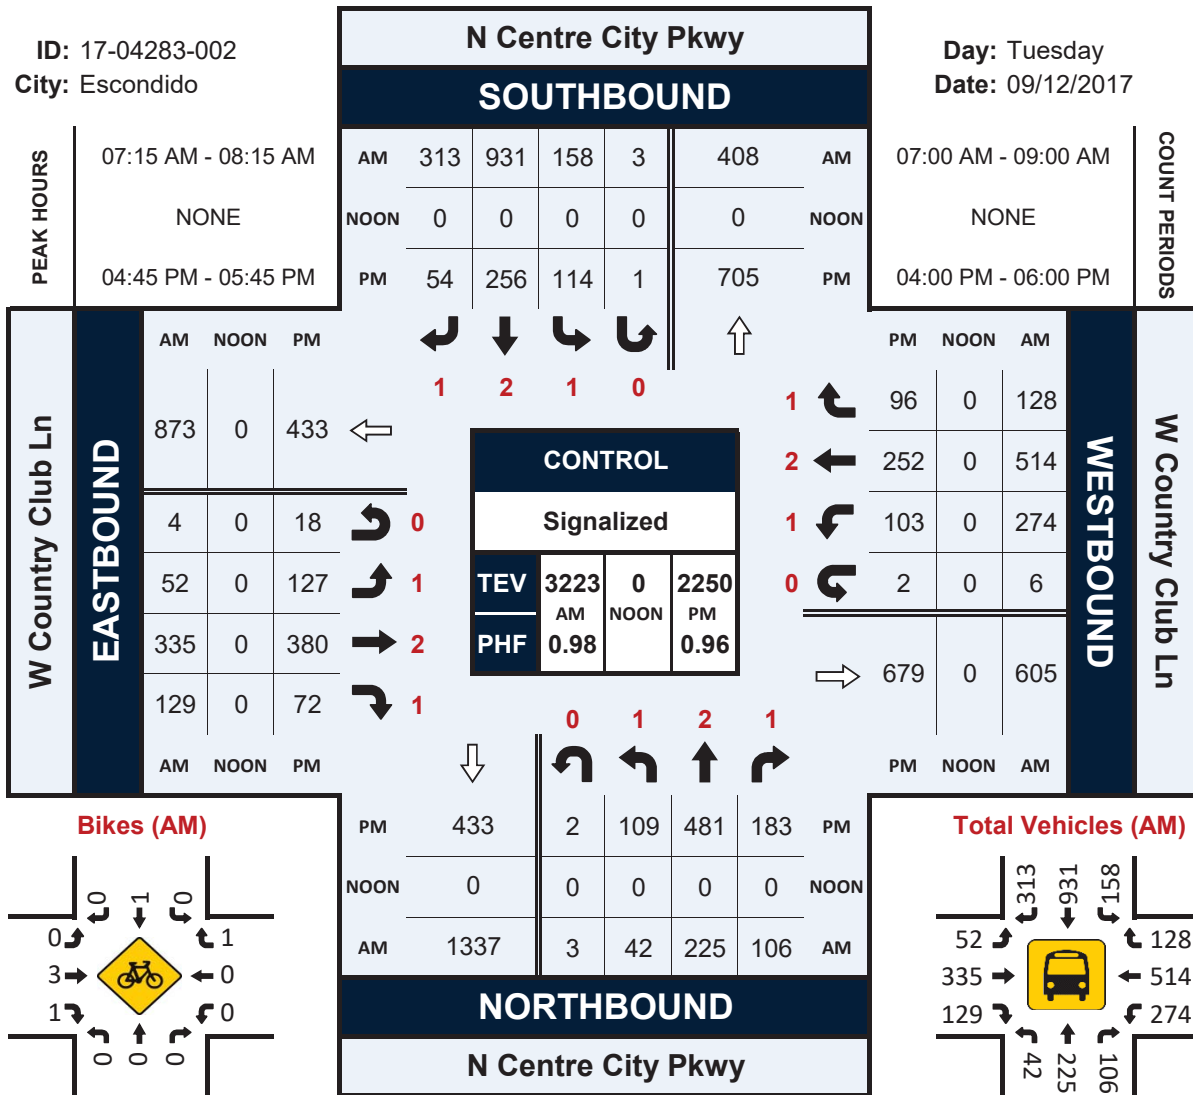 ID: 17-04283-002
City: Escondido
N Centre City Pkwy
SOUTHBOUND
Day: Tuesday
Date: 09/12/2017
PEAK HOURS
07:15 AM - 08:15 AM
NONE
04:45 PM - 05:45 PM
AM 313 931 158 3 408 AM
NOON 0 0 0 0 0 NOON
PM 54 256 114 1 705 PM
07:00 AM - 09:00 AM
NONE
04:00 PM - 06:00 PM
COUNT PERIODS
1 2 1 0
W Country Club Ln
EASTBOUND
AM NOON PM
873 0 433
4 0 18 0
52 0 127 1
335 0 380 2
129 0 72 1
AM NOON PM
CONTROL
Signalized
TEV 3223 0 2250
AM NOON PM
PHF 0.98 0.96
PM NOON AM
1 96 0 128
2 252 0 514
1 103 0 274
0 2 0 6
679 0 605
PM NOON AM
WESTBOUND
W Country Club Ln
0 1 2 1
PM 433 2 109 481 183 PM
NOON 0 0 0 0 0 NOON
AM 1337 3 42 225 106 AM
NORTHBOUND
N Centre City Pkwy
Bikes (AM)
0 1 0
0 1
3 0
1 0
0 0 0
Total Vehicles (AM)
313 931 158
52 128
335 514
129 274
42 225 106